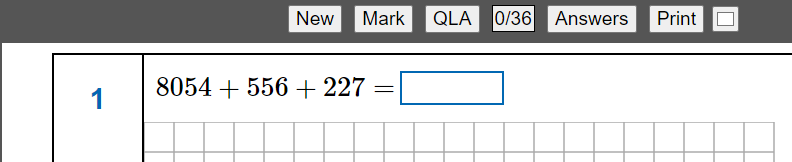 New Mark QLA 0/36 Answers Print
1 8054 + 556 + 227 =